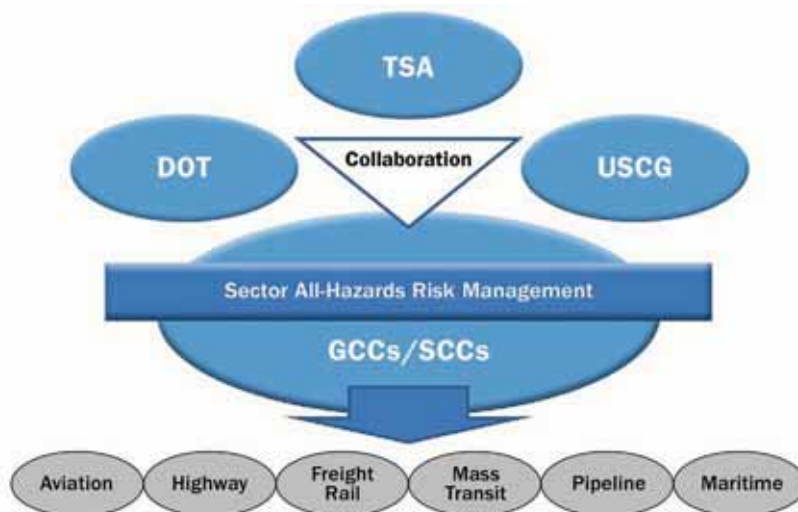 TSA
DOT
Collaboration
USCG
Sector All-Hazards Risk Management
GCCs/SCCs
Aviation
Highway
Freight
Rail
Mass
Transit
Pipeline
Maritime